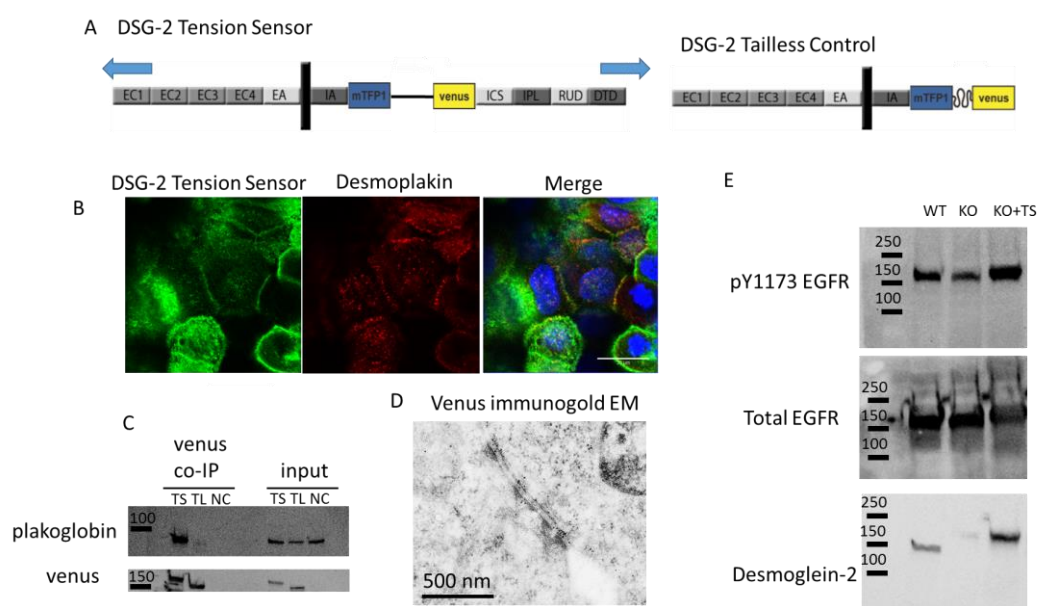 A DSG-2 Tension Sensor
EC1 EC2 EC3 EC4 EA IA mTFP1 venus ICS IPL RUD DTD
DSG-2 Tailless Control
EC1 EC2 EC3 EC4 EA IA mTFP1 venus
B
DSG-2 Tension Sensor Desmoplakin Merge
C
venus
co-IP input
TS TL NC TS TL NC
plakoglobin 100
venus 150
D Venus immunogold EM
500 nm
E
WT KO KO+TS
pY1173 EGFR
250
150
100
Total EGFR
250
150
100
Desmoglein-2
250
150
100